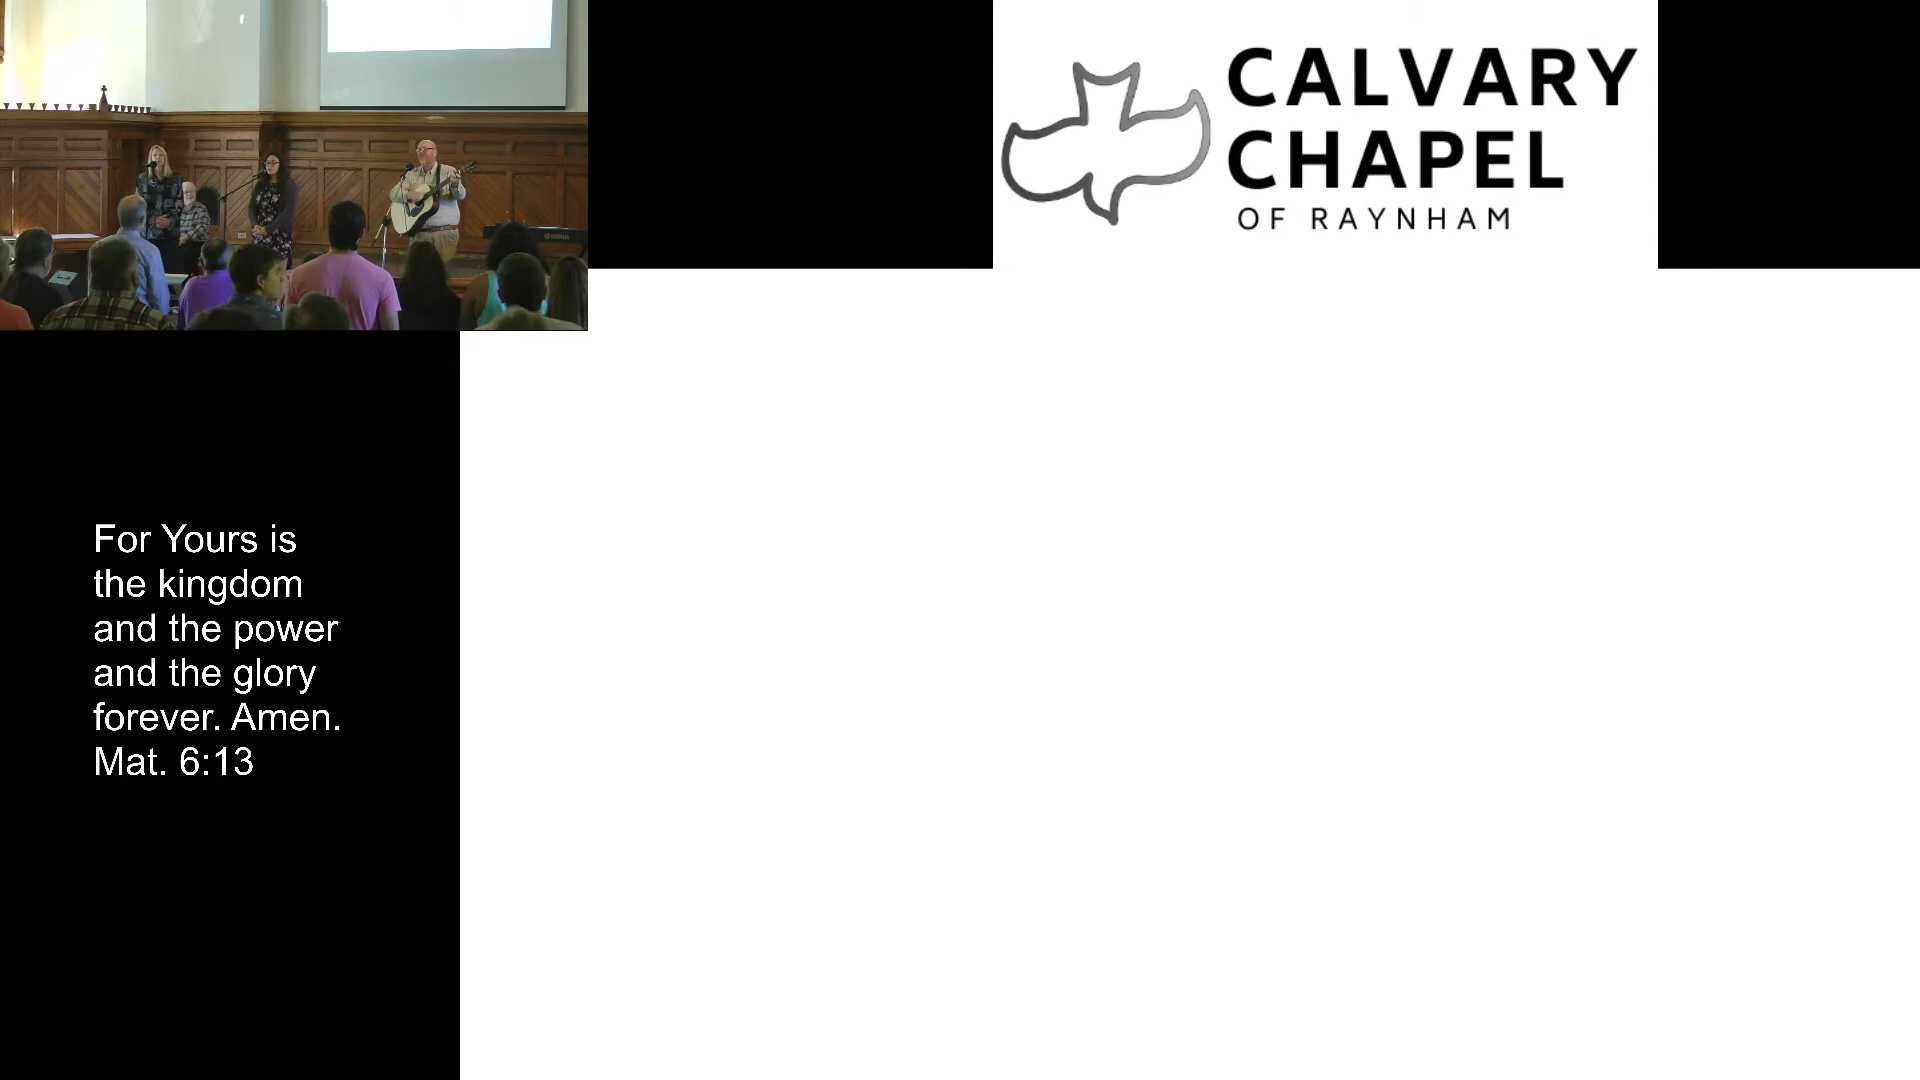 CALVARY
CHAPEL
OF RAYNHAM
For Yours is
the kingdom
and the power
and the glory
forever. Amen.
Mat. 6:13